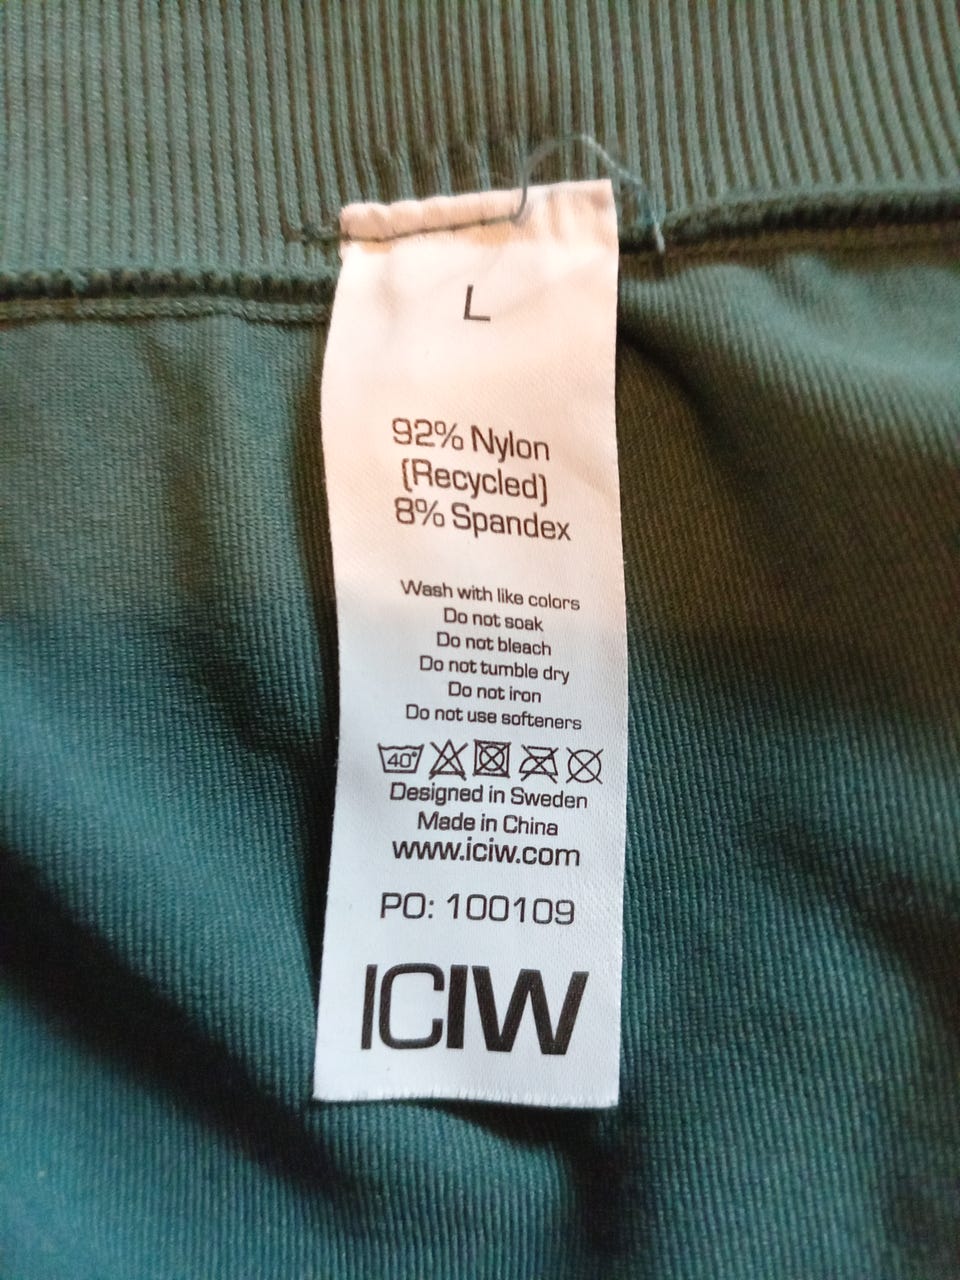 L
92% Nylon
(Recycled)
8% Spandex
Wash with like colors
Do not soak
Do not bleach
Do not tumble dry
Do not iron
Do not use softeners
40°
Designed in Sweden
Made in China
www.iciw.com
PO: 100109
ICIW